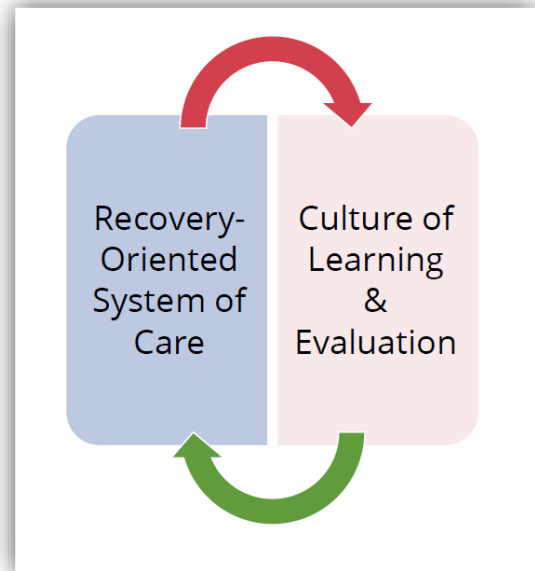 Recovery-
Oriented
System of
Care
Culture of
Learning
&
Evaluation